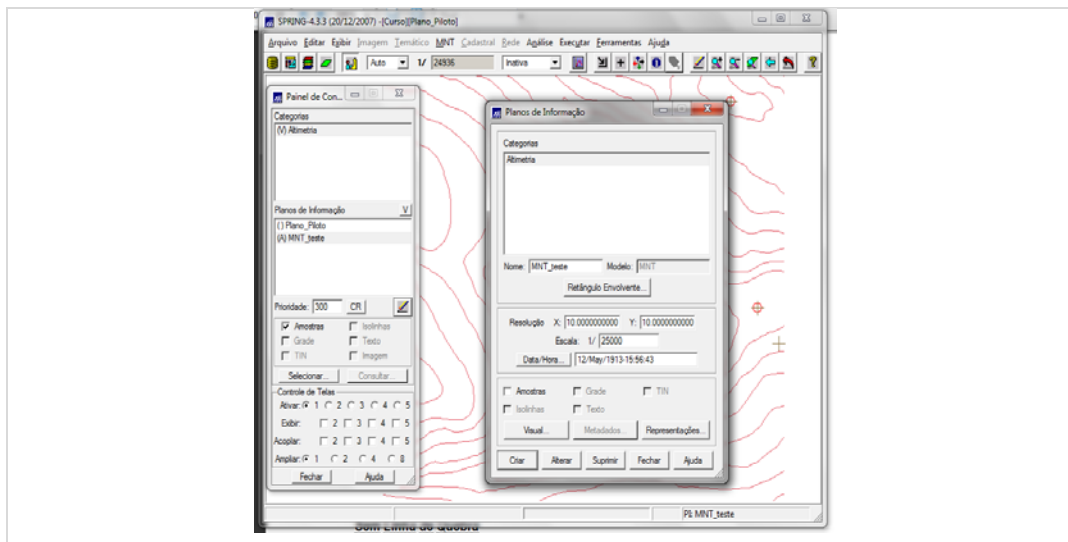 SPRING-4.3.3 (20/12/2007) -[Curso][Plano_Piloto]
Arquivo Editar Exibir Imagem Temático MNT Cadastral Rede Análise Executar Ferramentas Ajuda
Auto 1/ 24936 Inativa
Painel de Con...
Categorias
(V) Altimetria
Planos de Informação V
( ) Plano_Piloto
(A) MNT_teste
Prioridade: 300 CR
Amostras Isolinhas
Grade Texto
TIN Imagem
Selecionar... Consultar...
Controle de Telas
Ativar: 1 2 3 4 5
Exibir: 2 3 4 5
Acoplar: 2 3 4 5
Ampliar: 1 2 4 8
Fechar Ajuda
Planos de Informação
Categorias
Altimetria
Nome: MNT_teste Modelo: MNT
Retângulo Envolvente...
Resolução X: 10.0000000000 Y: 10.0000000000
Escala: 1/ 25000
Data/Hora... 12/May/1913-15:56:43
Amostras Grade TIN
Isolinhas Texto
Visual... Metadados... Representações...
Criar Alterar Suprimir Fechar Ajuda
PI: MNT_teste
Sem Linha de Quebra